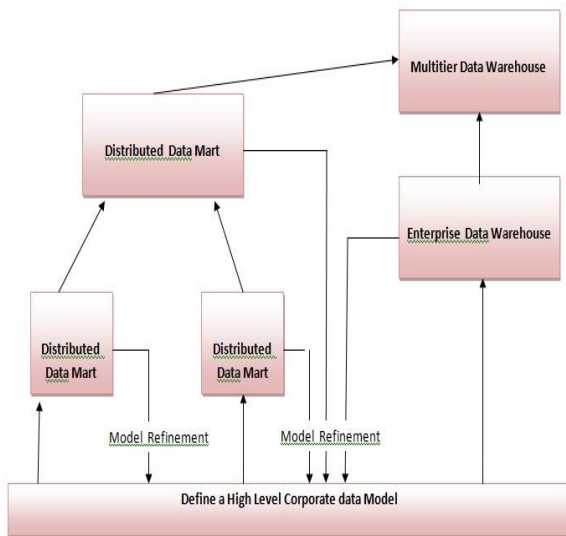 Multitier Data Warehouse
Distributed Data Mart
Enterprise Data Warehouse
Distributed
Data Mart
Distributed
Data Mart
Model Refinement
Model Refinement
Define a High Level Corporate data Model